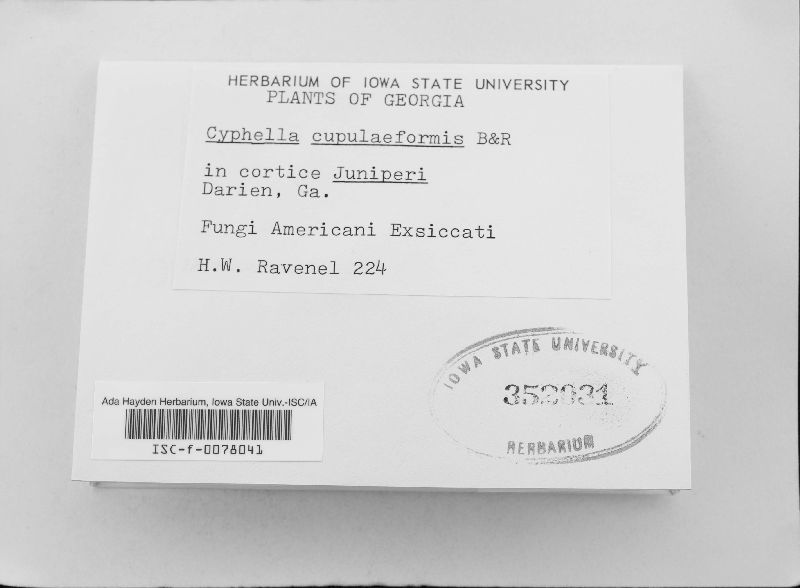 HERBARIUM OF IOWA STATE UNIVERSITY
PLANTS OF GEORGIA
Cyphella cupulaeformis B&R
in cortice Juniperi
Darien, Ga.
Fungi Americani Exsiccati
H.W. Ravenel 224
IOWA STATE UNIVERSITY
HERBARIUM
Ada Hayden Herbarium, Iowa State Univ.-ISC/IA
ISC-f-0078041